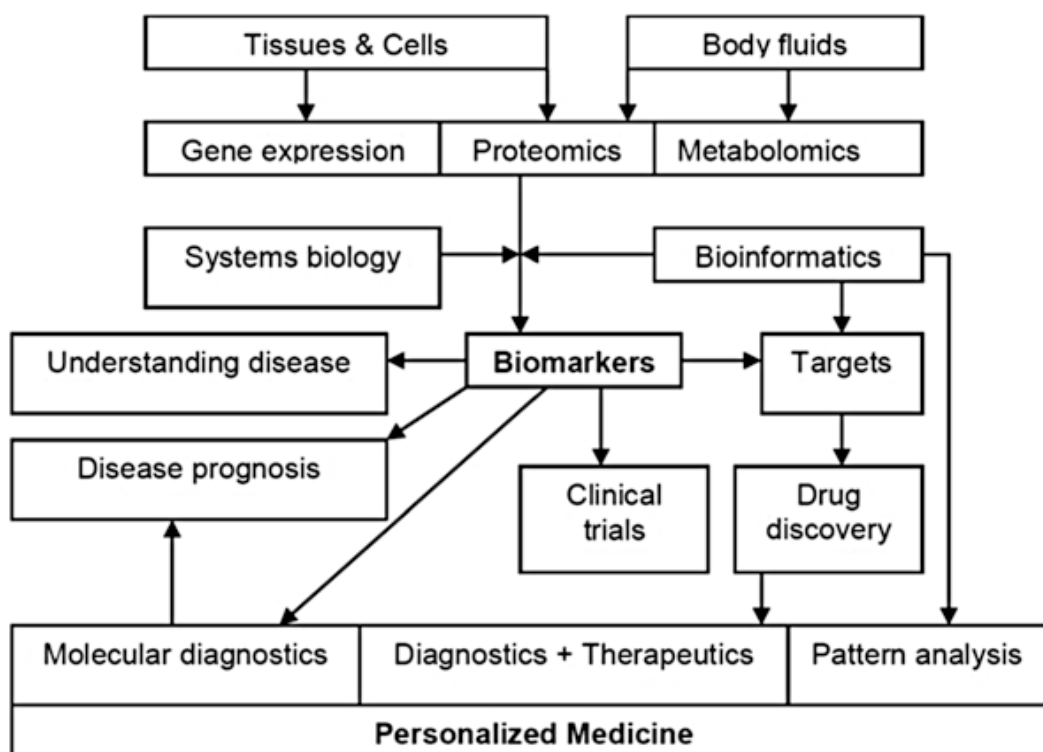 Tissues & Cells
Body fluids
Gene expression
Proteomics
Metabolomics
Systems biology
Bioinformatics
Understanding disease
Biomarkers
Targets
Disease prognosis
Clinical
trials
Drug
discovery
Molecular diagnostics
Diagnostics + Therapeutics
Pattern analysis
Personalized Medicine